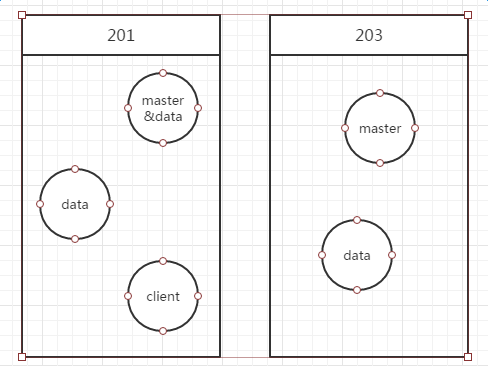 201
master
&data
data
client
203
master
data